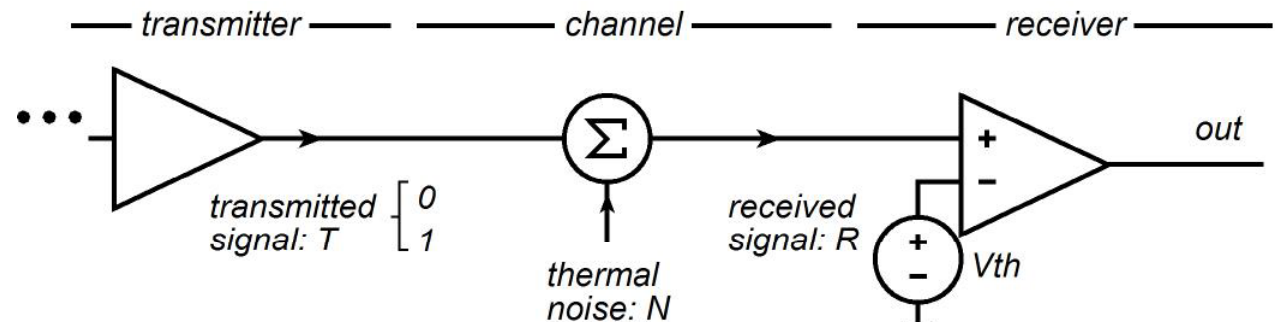 transmitter
channel
receiver
Σ
+
−
out
transmitted
signal: T
0
1
received
signal: R
thermal
noise: N
+
−
Vth